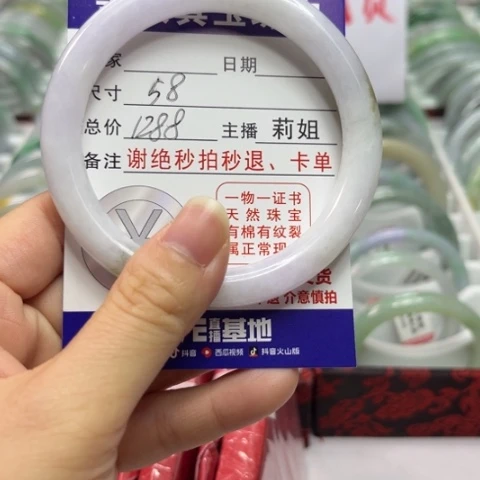 家 日期
尺寸 58
总价 1288 主播 莉姐
备注 谢绝秒拍秒退、卡单
一物一证书
天然珠宝
有棉有纹裂
属正常现
介意慎拍
直播基地
抖音 西瓜视频 抖音火山版